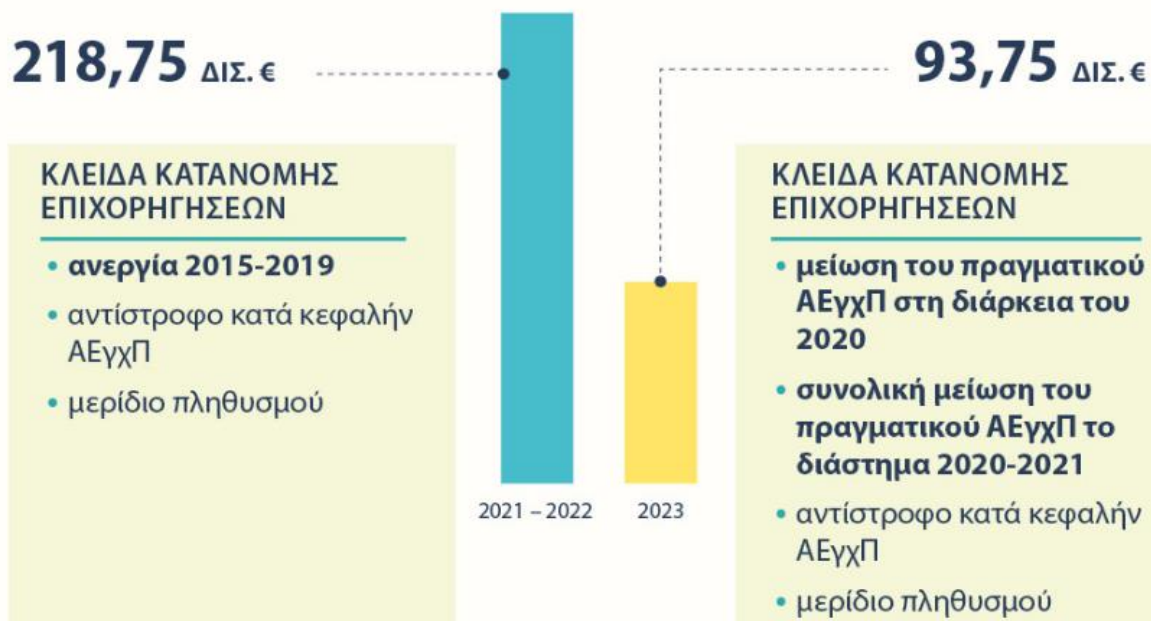 218,75 ΔΙΣ. €
ΚΛΕΙΔΑ ΚΑΤΑΝΟΜΗΣ
ΕΠΙΧΟΡΗΓΗΣΕΩΝ
• ανεργία 2015-2019
• αντίστροφο κατά κεφαλήν
ΑΕγχΠ
• μερίδιο πληθυσμού
2021 – 2022
2023
93,75 ΔΙΣ. €
ΚΛΕΙΔΑ ΚΑΤΑΝΟΜΗΣ
ΕΠΙΧΟΡΗΓΗΣΕΩΝ
• μείωση του πραγματικού
ΑΕγχΠ στη διάρκεια του
2020
• συνολική μείωση του
πραγματικού ΑΕγχΠ το
διάστημα 2020-2021
• αντίστροφο κατά κεφαλήν
ΑΕγχΠ
• μερίδιο πληθυσμού